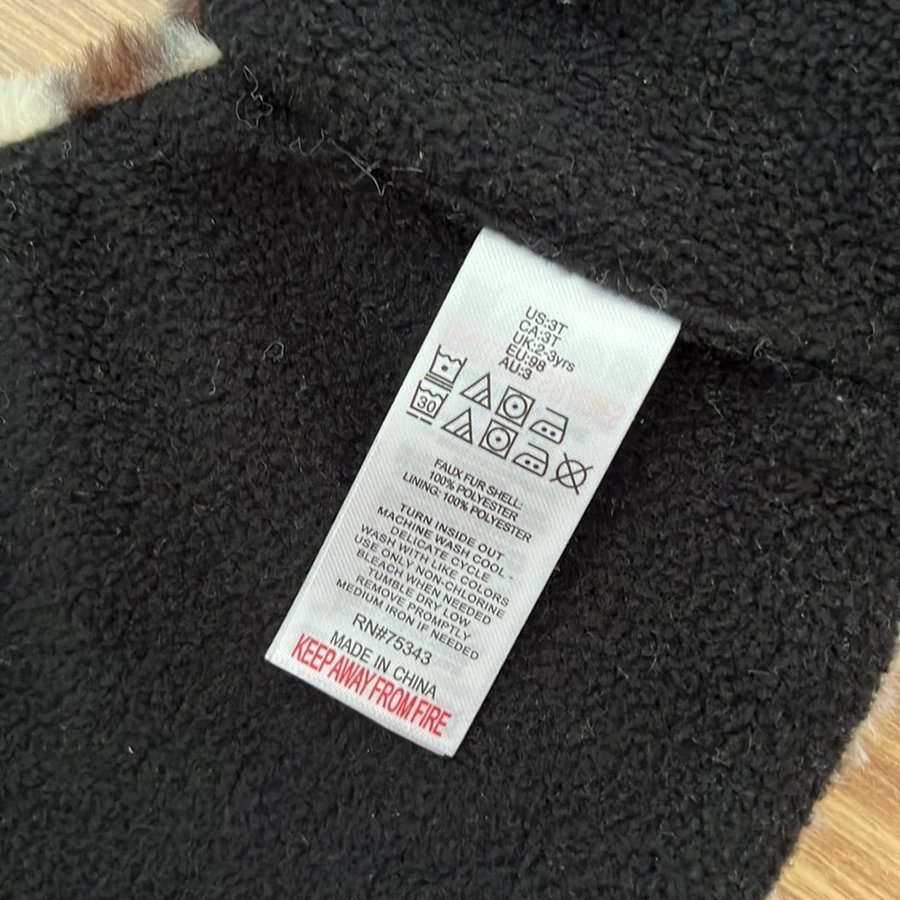 US:3T
CA:3T
UK:2-3yrs
EU:98
AU:3
30
FAUX FUR SHELL:
100% POLYESTER
LINING: 100% POLYESTER
TURN INSIDE OUT
MACHINE WASH COOL -
DELICATE CYCLE
WASH WITH LIKE COLORS
USE ONLY NON-CHLORINE
BLEACH WHEN NEEDED
TUMBLE DRY LOW
REMOVE PROMPTLY
MEDIUM IRON IF NEEDED
RN#75343
MADE IN CHINA
KEEP AWAY FROM FIRE